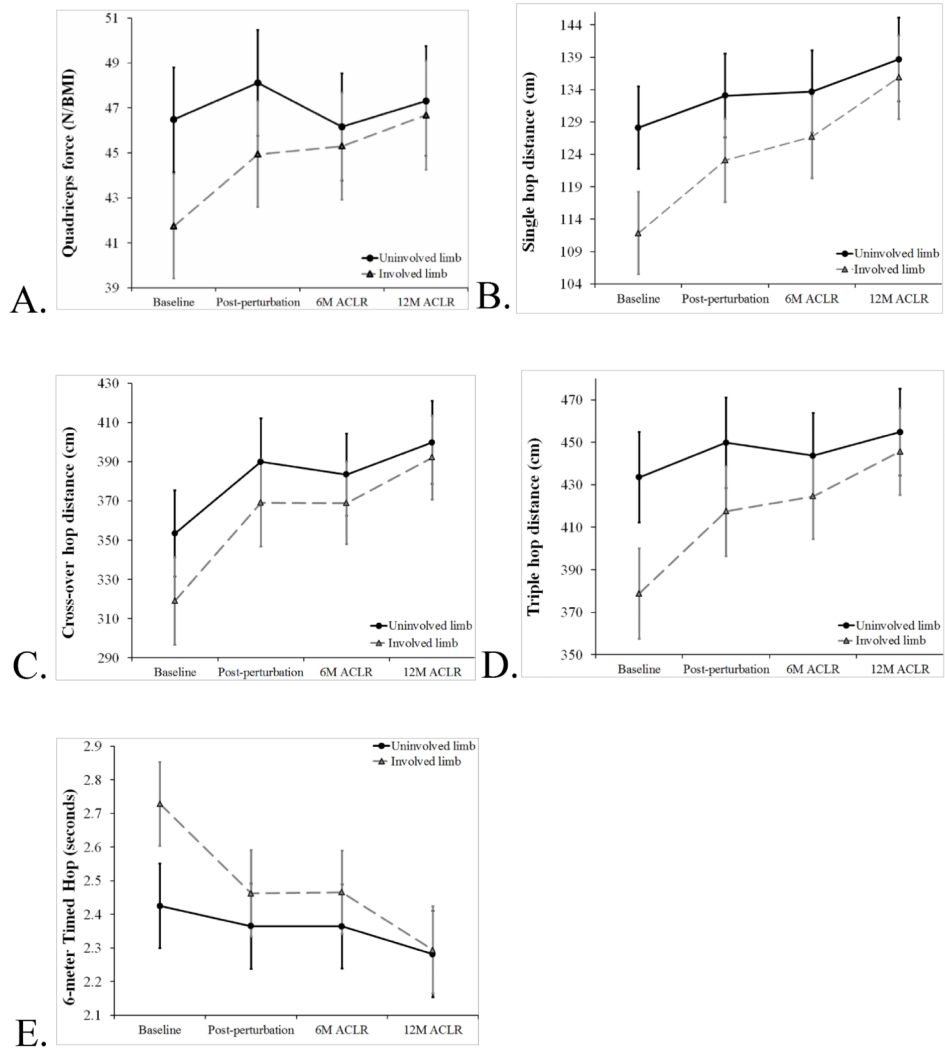 51
49
47
45
43
41
39
Quadriceps force (N/BMI)
Uninvolved limb
Involved limb
Baseline Post-perturbation 6M ACLR 12M ACLR
A.
144
139
134
129
124
119
114
109
104
Single hop distance (cm)
Uninvolved limb
Involved limb
Baseline Post-perturbation 6M ACLR 12M ACLR
B.
430
410
390
370
350
330
310
290
Cross-over hop distance (cm)
Uninvolved limb
Involved limb
Baseline Post-perturbation 6M ACLR 12M ACLR
C.
470
450
430
410
390
370
350
Triple hop distance (cm)
Uninvolved limb
Involved limb
Baseline Post-perturbation 6M ACLR 12M ACLR
D.
2.9
2.8
2.7
2.6
2.5
2.4
2.3
2.2
2.1
6-meter Timed Hop (seconds)
Uninvolved limb
Involved limb
Baseline Post-perturbation 6M ACLR 12M ACLR
E.